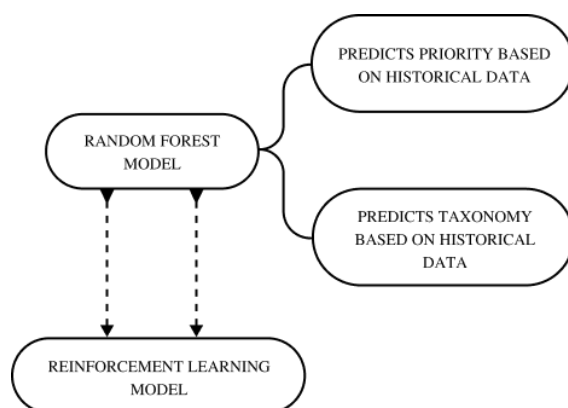 PREDICTS PRIORITY BASED
ON HISTORICAL DATA
RANDOM FOREST
MODEL
PREDICTS TAXONOMY
BASED ON HISTORICAL
DATA
REINFORCEMENT LEARNING
MODEL